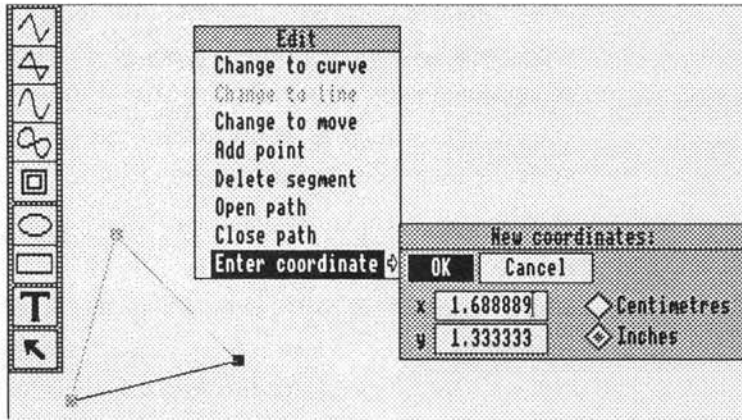 Edit
Change to curve
Change to line
Change to move
Add point
Delete segment
Open path
Close path
Enter coordinate
New coordinates:
OK Cancel
x 1.688889 Centimetres
y 1.333333 Inches
T